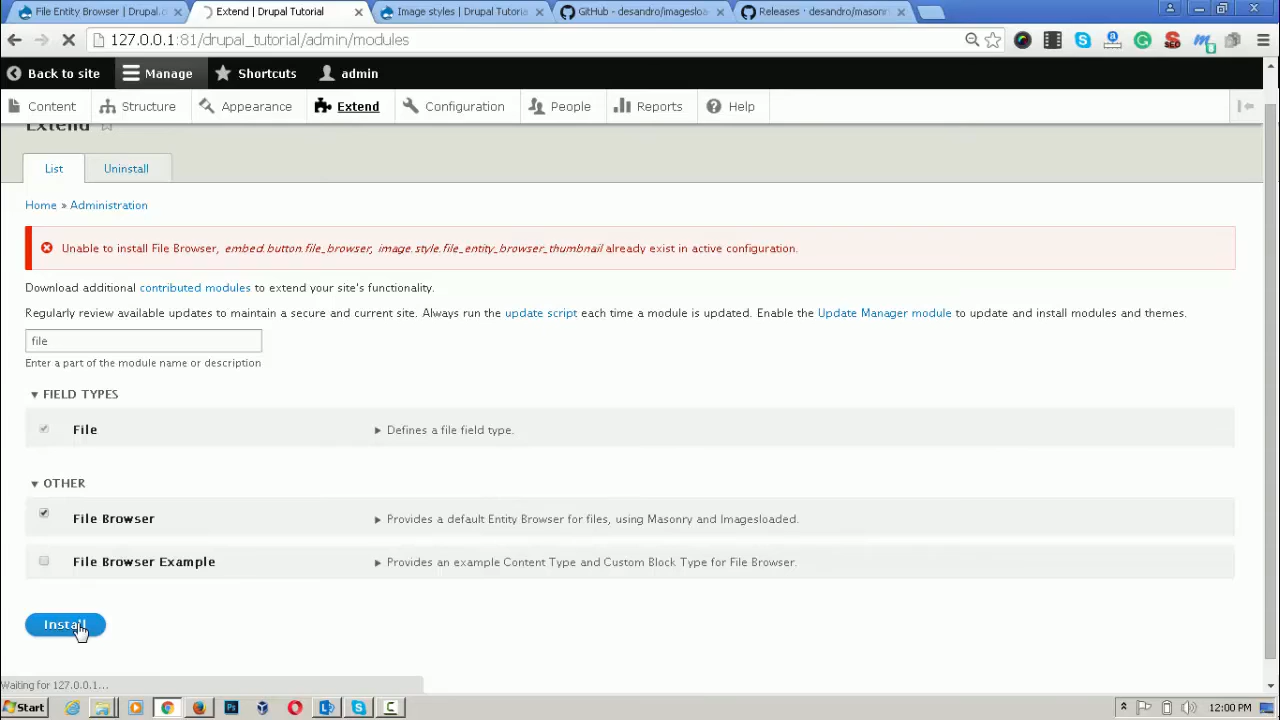 File Entity Browser | Drupal.c
Extend | Drupal Tutorial
Image styles | Drupal Tutoria
GitHub - desandro/imagesloa
Releases · desandro/mason
127.0.0.1:81/drupal_tutorial/admin/modules
Back to site
Manage
Shortcuts
admin
Content
Structure
Appearance
Extend
Configuration
People
Reports
Help
Extend
List
Uninstall
Home » Administration
Unable to install File Browser, embed.button.file_browser, image.style.file_entity_browser_thumbnail already exist in active configuration.
Download additional contributed modules to extend your site's functionality.
Regularly review available updates to maintain a secure and current site. Always run the update script each time a module is updated. Enable the Update Manager module to update and install modules and themes.
file
Enter a part of the module name or description
FIELD TYPES
File
Defines a file field type.
OTHER
File Browser
Provides a default Entity Browser for files, using Masonry and Imagesloaded.
File Browser Example
Provides an example Content Type and Custom Block Type for File Browser.
Install
Waiting for 127.0.0.1...
Start
12:00 PM